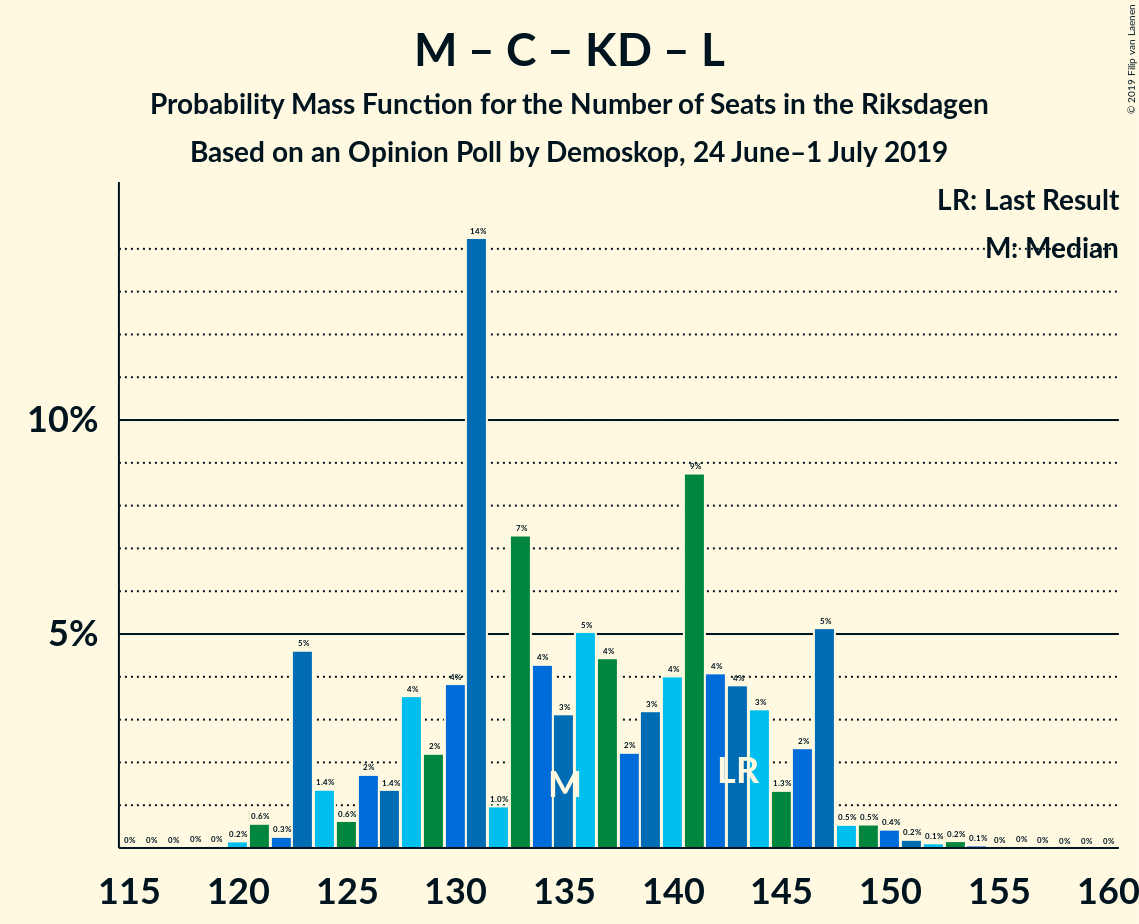 M – C – KD – L
Probability Mass Function for the Number of Seats in the Riksdagen
Based on an Opinion Poll by Demoskop, 24 June–1 July 2019
© 2019 Filip van Laenen
LR: Last Result
M: Median
10%
5%
0% 0% 0% 0% 0% 0.2% 0.6% 0.3% 5% 1.4% 0.6% 2% 1.4% 4% 2% 4% 14% 1.0% 7% 4% 3% 5% 4% 2% 3% 4% 9% 4% 4% 3% 1.3% 2% 5% 0.5% 0.5% 0.4% 0.2% 0.1% 0.2% 0.1% 0% 0% 0% 0% 0% 0%
M LR
115 120 125 130 135 140 145 150 155 160